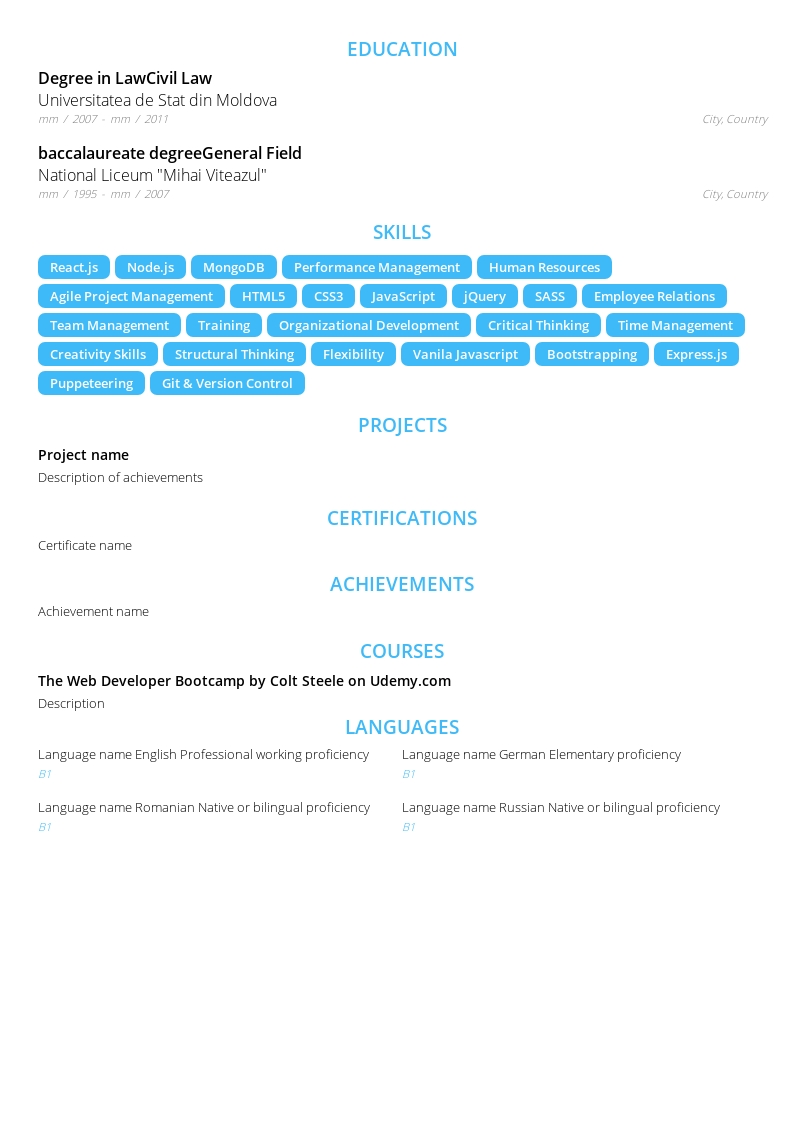 EDUCATION
Degree in LawCivil Law
Universitatea de Stat din Moldova
mm / 2007 - mm / 2011 City, Country
baccalaureate degreeGeneral Field
National Liceum "Mihai Viteazul"
mm / 1995 - mm / 2007 City, Country
SKILLS
React.js Node.js MongoDB Performance Management Human Resources
Agile Project Management HTML5 CSS3 JavaScript jQuery SASS Employee Relations
Team Management Training Organizational Development Critical Thinking Time Management
Creativity Skills Structural Thinking Flexibility Vanila Javascript Bootstrapping Express.js
Puppeteering Git & Version Control
PROJECTS
Project name
Description of achievements
CERTIFICATIONS
Certificate name
ACHIEVEMENTS
Achievement name
COURSES
The Web Developer Bootcamp by Colt Steele on Udemy.com
Description
LANGUAGES
Language name English Professional working proficiency Language name German Elementary proficiency
B1 B1
Language name Romanian Native or bilingual proficiency Language name Russian Native or bilingual proficiency
B1 B1